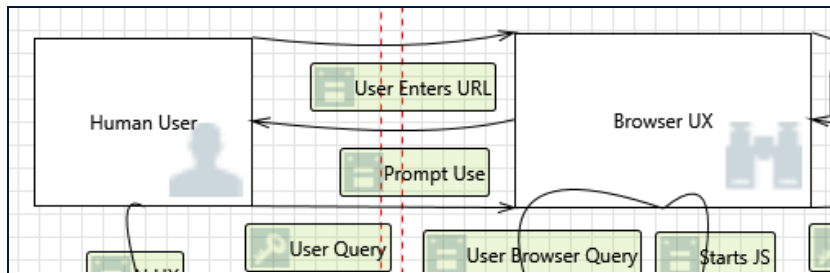 User Enters URL
Human User
Browser UX
Prompt Use
User Query
User Browser Query
Starts JS